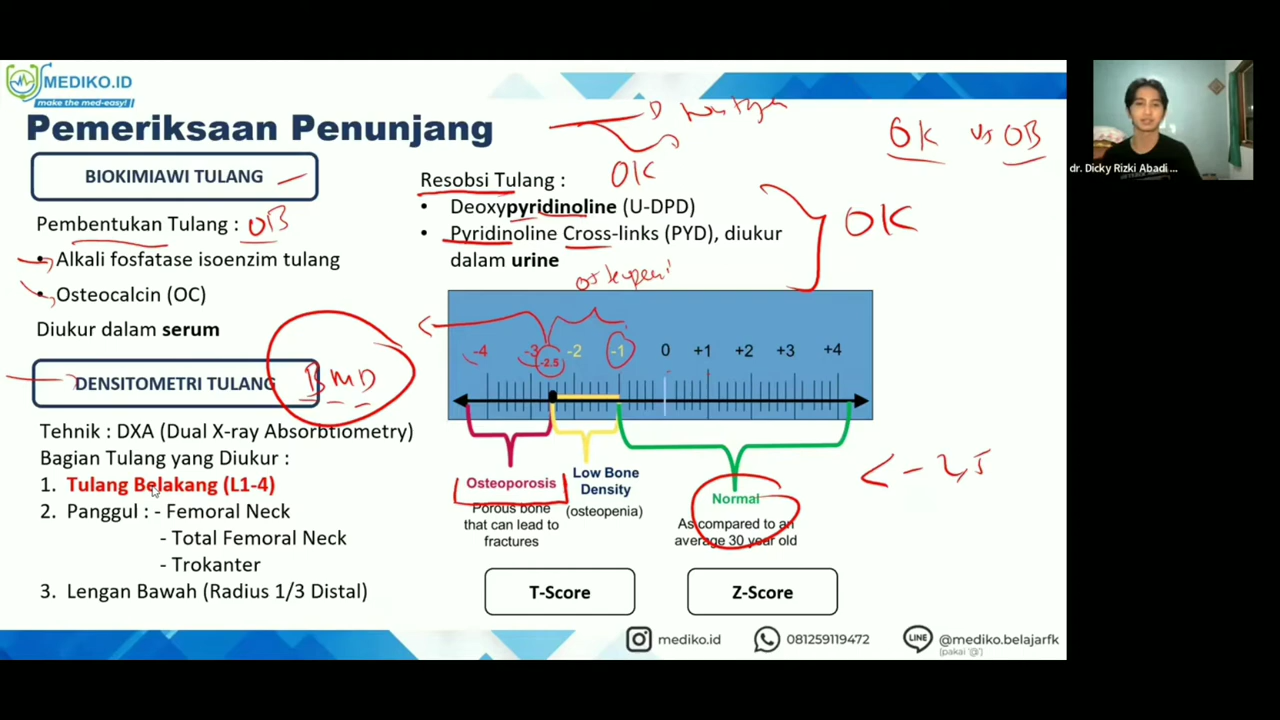 MEDIKO.ID
make the med-easy! //
Pemeriksaan Penunjang
BIOKIMIAWI TULANG
Pembentukan Tulang : OB
• Alkali fosfatase isoenzim tulang
• Osteocalcin (OC)
Diukur dalam serum
DENSITOMETRI TULANG BMD
Tehnik : DXA (Dual X-ray Absorbtiometry)
Bagian Tulang yang Diukur :
1. Tulang Belakang (L1-4)
2. Panggul : - Femoral Neck
- Total Femoral Neck
- Trokanter
3. Lengan Bawah (Radius 1/3 Distal)
OK
OK vs OB
Resobsi Tulang :
• Deoxypyridinoline (U-DPD)
• Pyridinoline Cross-links (PYD), diukur
dalam urine
OK
-4 -3 -2.5 -2 -1 0 +1 +2 +3 +4
Osteoporosis
Porous bone
that can lead to
fractures
Low Bone
Density
(osteopenia)
Normal
As compared to an
average 30 year old
< -2,5
T-Score
Z-Score
mediko.id
081259119472
LINE
@mediko.belajarfk
(pakai '@')
dr. Dicky Rizki Abadi ...